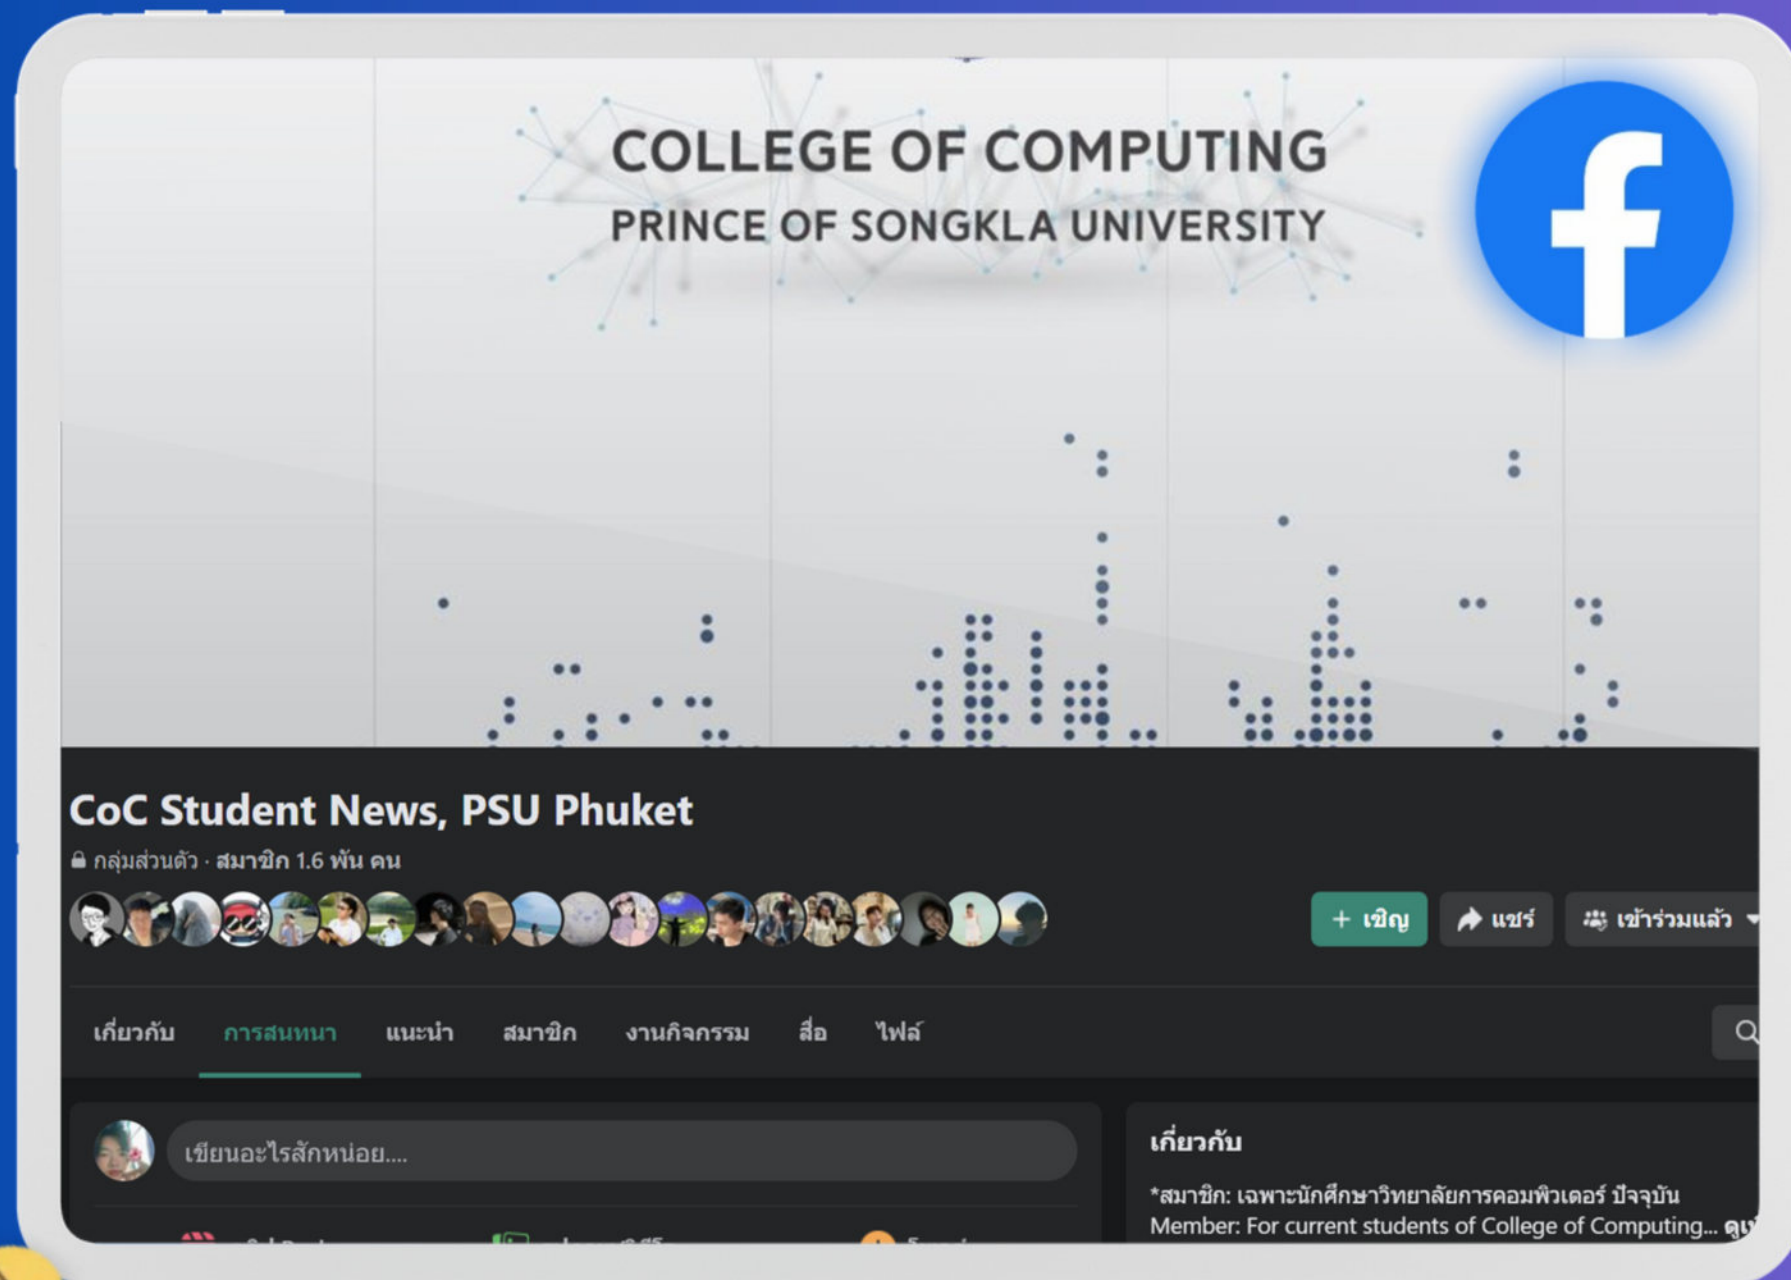 COLLEGE OF COMPUTING
PRINCE OF SONGKLA UNIVERSITY
CoC Student News, PSU Phuket
กลุ่มส่วนตัว · สมาชิก 1.6 พัน คน
+ เชิญ แชร์ เข้าร่วมแล้ว
เกี่ยวกับ การสนทนา แนะนำ สมาชิก งานกิจกรรม สื่อ ไฟล์
เขียนอะไรสักหน่อย....
เกี่ยวกับ
*สมาชิก: เฉพาะนักศึกษาวิทยาลัยการคอมพิวเตอร์ ปัจจุบัน
Member: For current students of College of Computing...